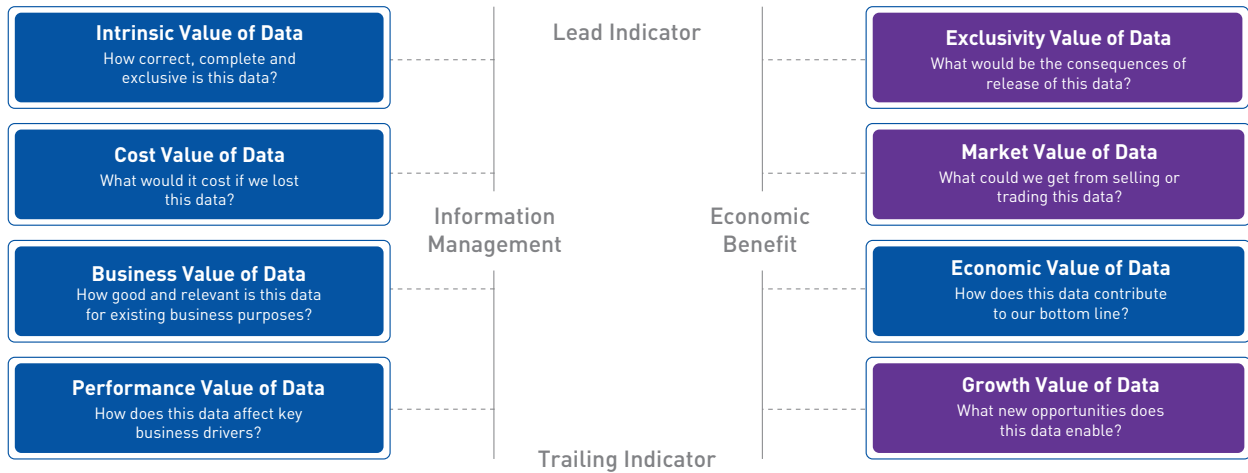 Intrinsic Value of Data
How correct, complete and
exclusive is this data?
Cost Value of Data
What would it cost if we lost
this data?
Business Value of Data
How good and relevant is this data
for existing business purposes?
Performance Value of Data
How does this data affect key
business drivers?
Lead Indicator
Information
Management
Economic
Benefit
Trailing Indicator
Exclusivity Value of Data
What would be the consequences of
release of this data?
Market Value of Data
What could we get from selling or
trading this data?
Economic Value of Data
How does this data contribute
to our bottom line?
Growth Value of Data
What new opportunities does
this data enable?